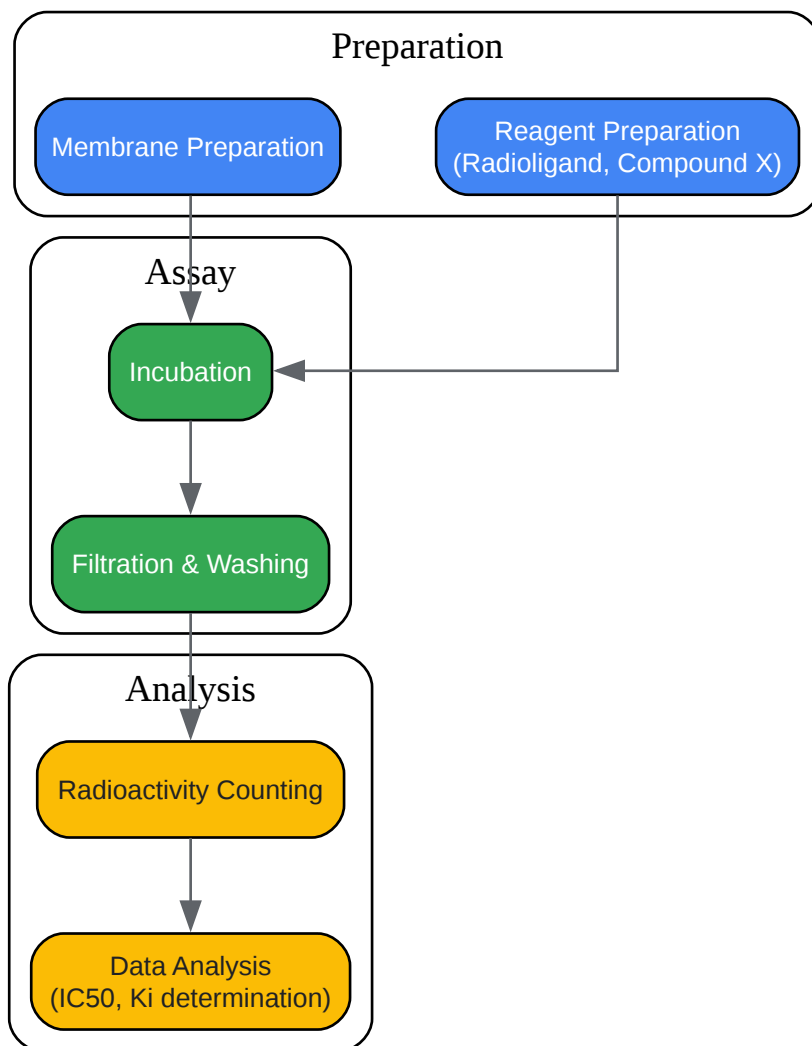 Preparation
Membrane Preparation
Reagent Preparation
(Radioligand, Compound X)
Assay
Incubation
Filtration & Washing
Analysis
Radioactivity Counting
Data Analysis
(IC50, Ki determination)